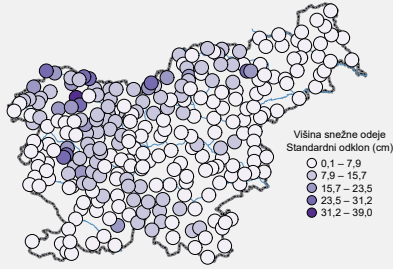 Višina snežne odeje
Standardni odklon (cm)
0,1 – 7,9
7,9 – 15,7
15,7 – 23,5
23,5 – 31,2
31,2 – 39,0